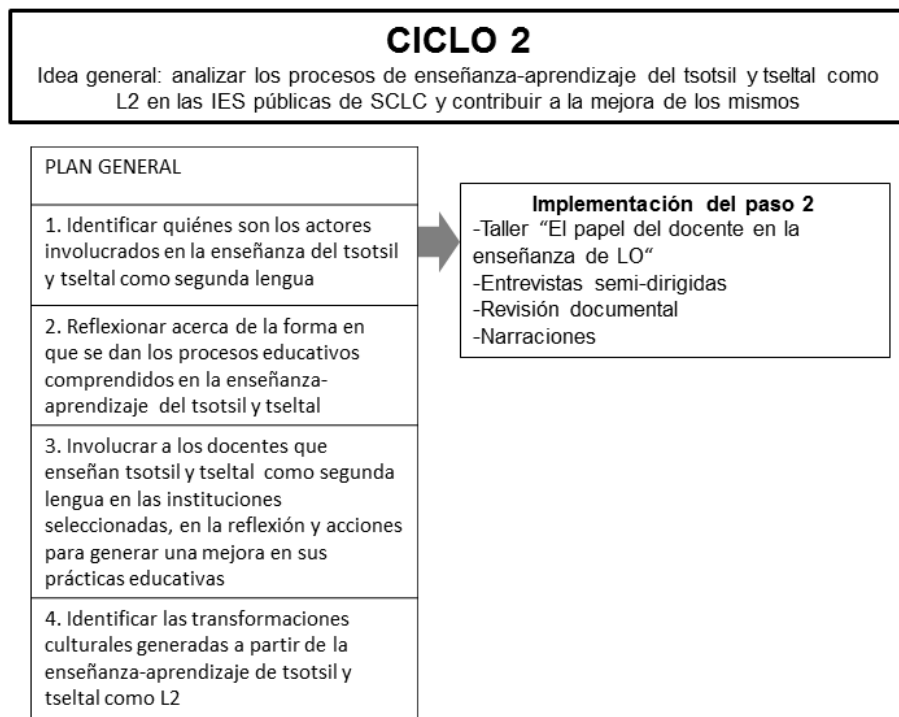 CICLO 2
Idea general: analizar los procesos de enseñanza-aprendizaje del tsotsil y tseltal como
L2 en las IES públicas de SCLC y contribuir a la mejora de los mismos
PLAN GENERAL
1. Identificar quiénes son los actores
involucrados en la enseñanza del tsotsil
y tseltal como segunda lengua
2. Reflexionar acerca de la forma en
que se dan los procesos educativos
comprendidos en la enseñanza-
aprendizaje del tsotsil y tseltal
3. Involucrar a los docentes que
enseñan tsotsil y tseltal como segunda
lengua en las instituciones
seleccionadas, en la reflexión y acciones
para generar una mejora en sus
prácticas educativas
4. Identificar las transformaciones
culturales generadas a partir de la
enseñanza-aprendizaje de tsotsil y
tseltal como L2
Implementación del paso 2
-Taller “El papel del docente en la
enseñanza de LO“
-Entrevistas semi-dirigidas
-Revisión documental
-Narraciones